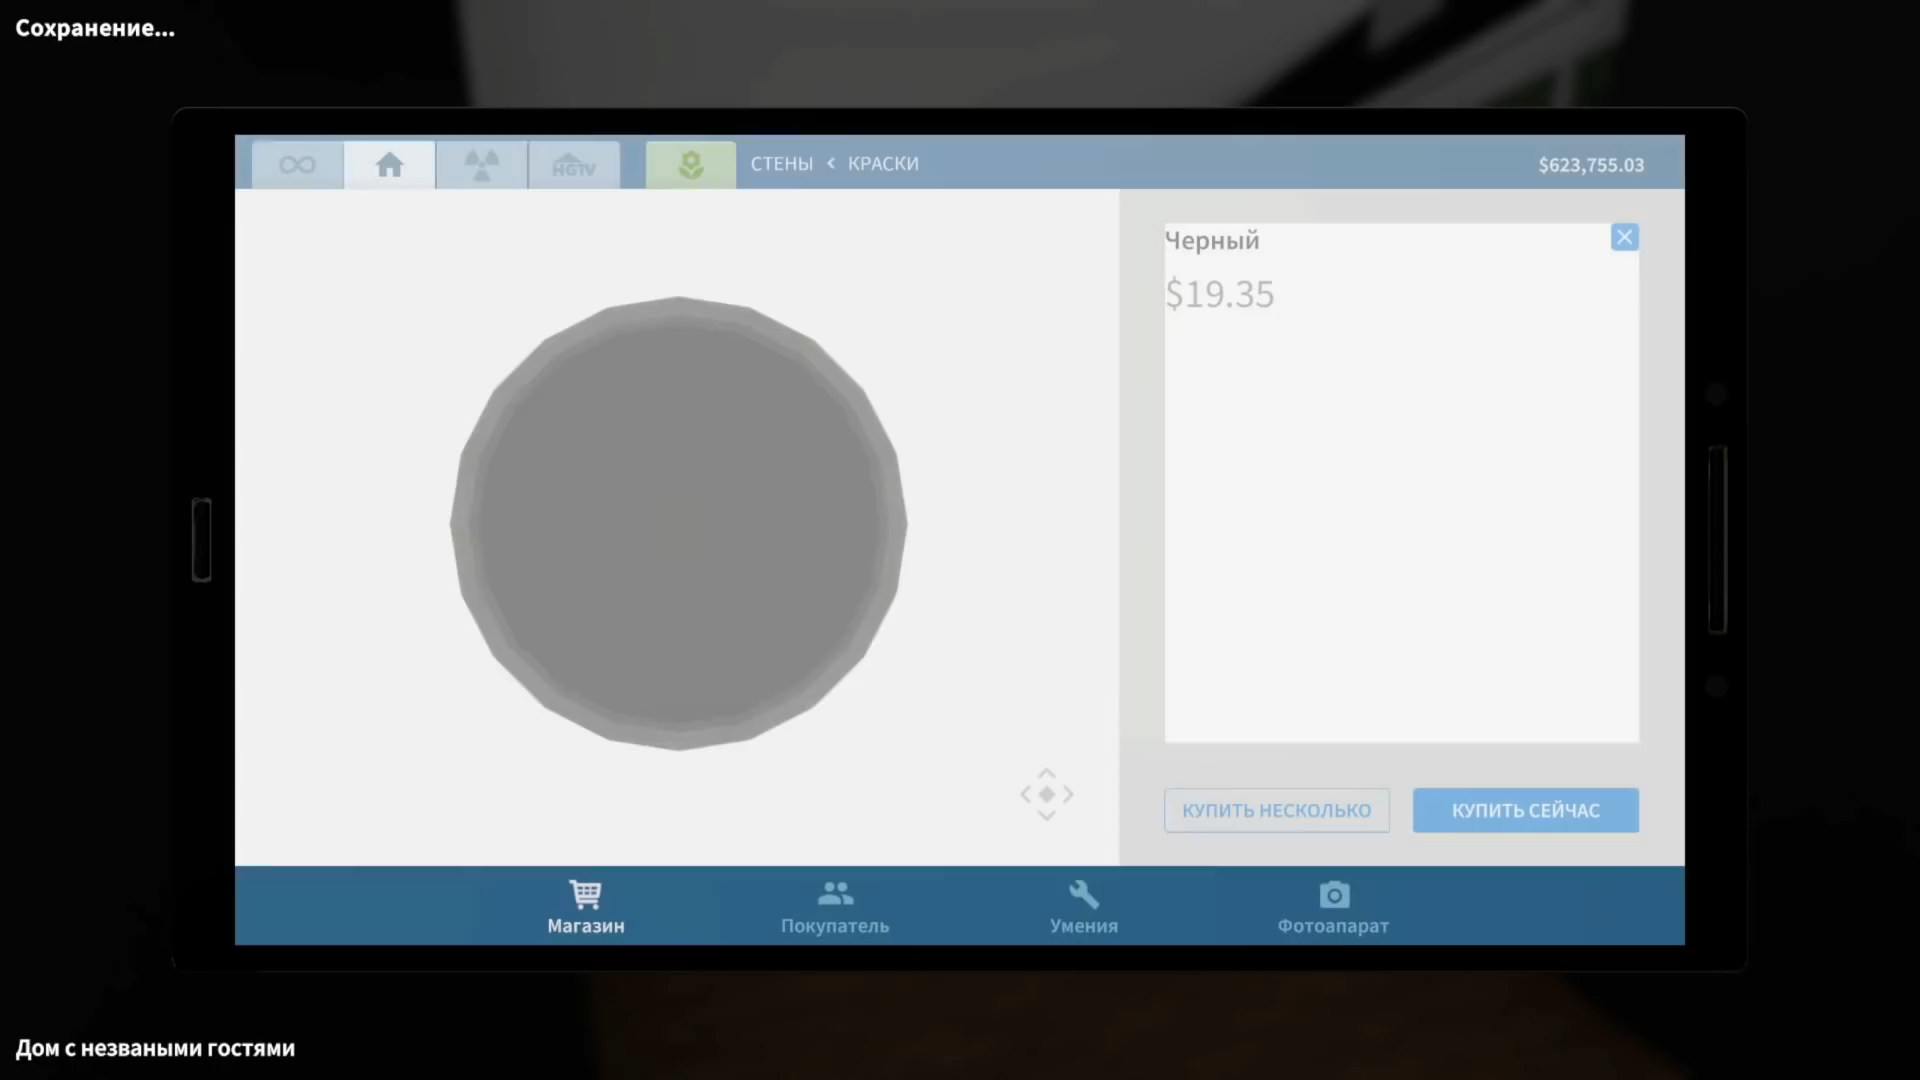 Сохранение...
HGTV
СТЕНЫ < КРАСКИ
$623,755.03
Черный
$19.35
КУПИТЬ НЕСКОЛЬКО
КУПИТЬ СЕЙЧАС
Магазин
Покупатель
Умения
Фотоапарат
Дом с незваными гостями